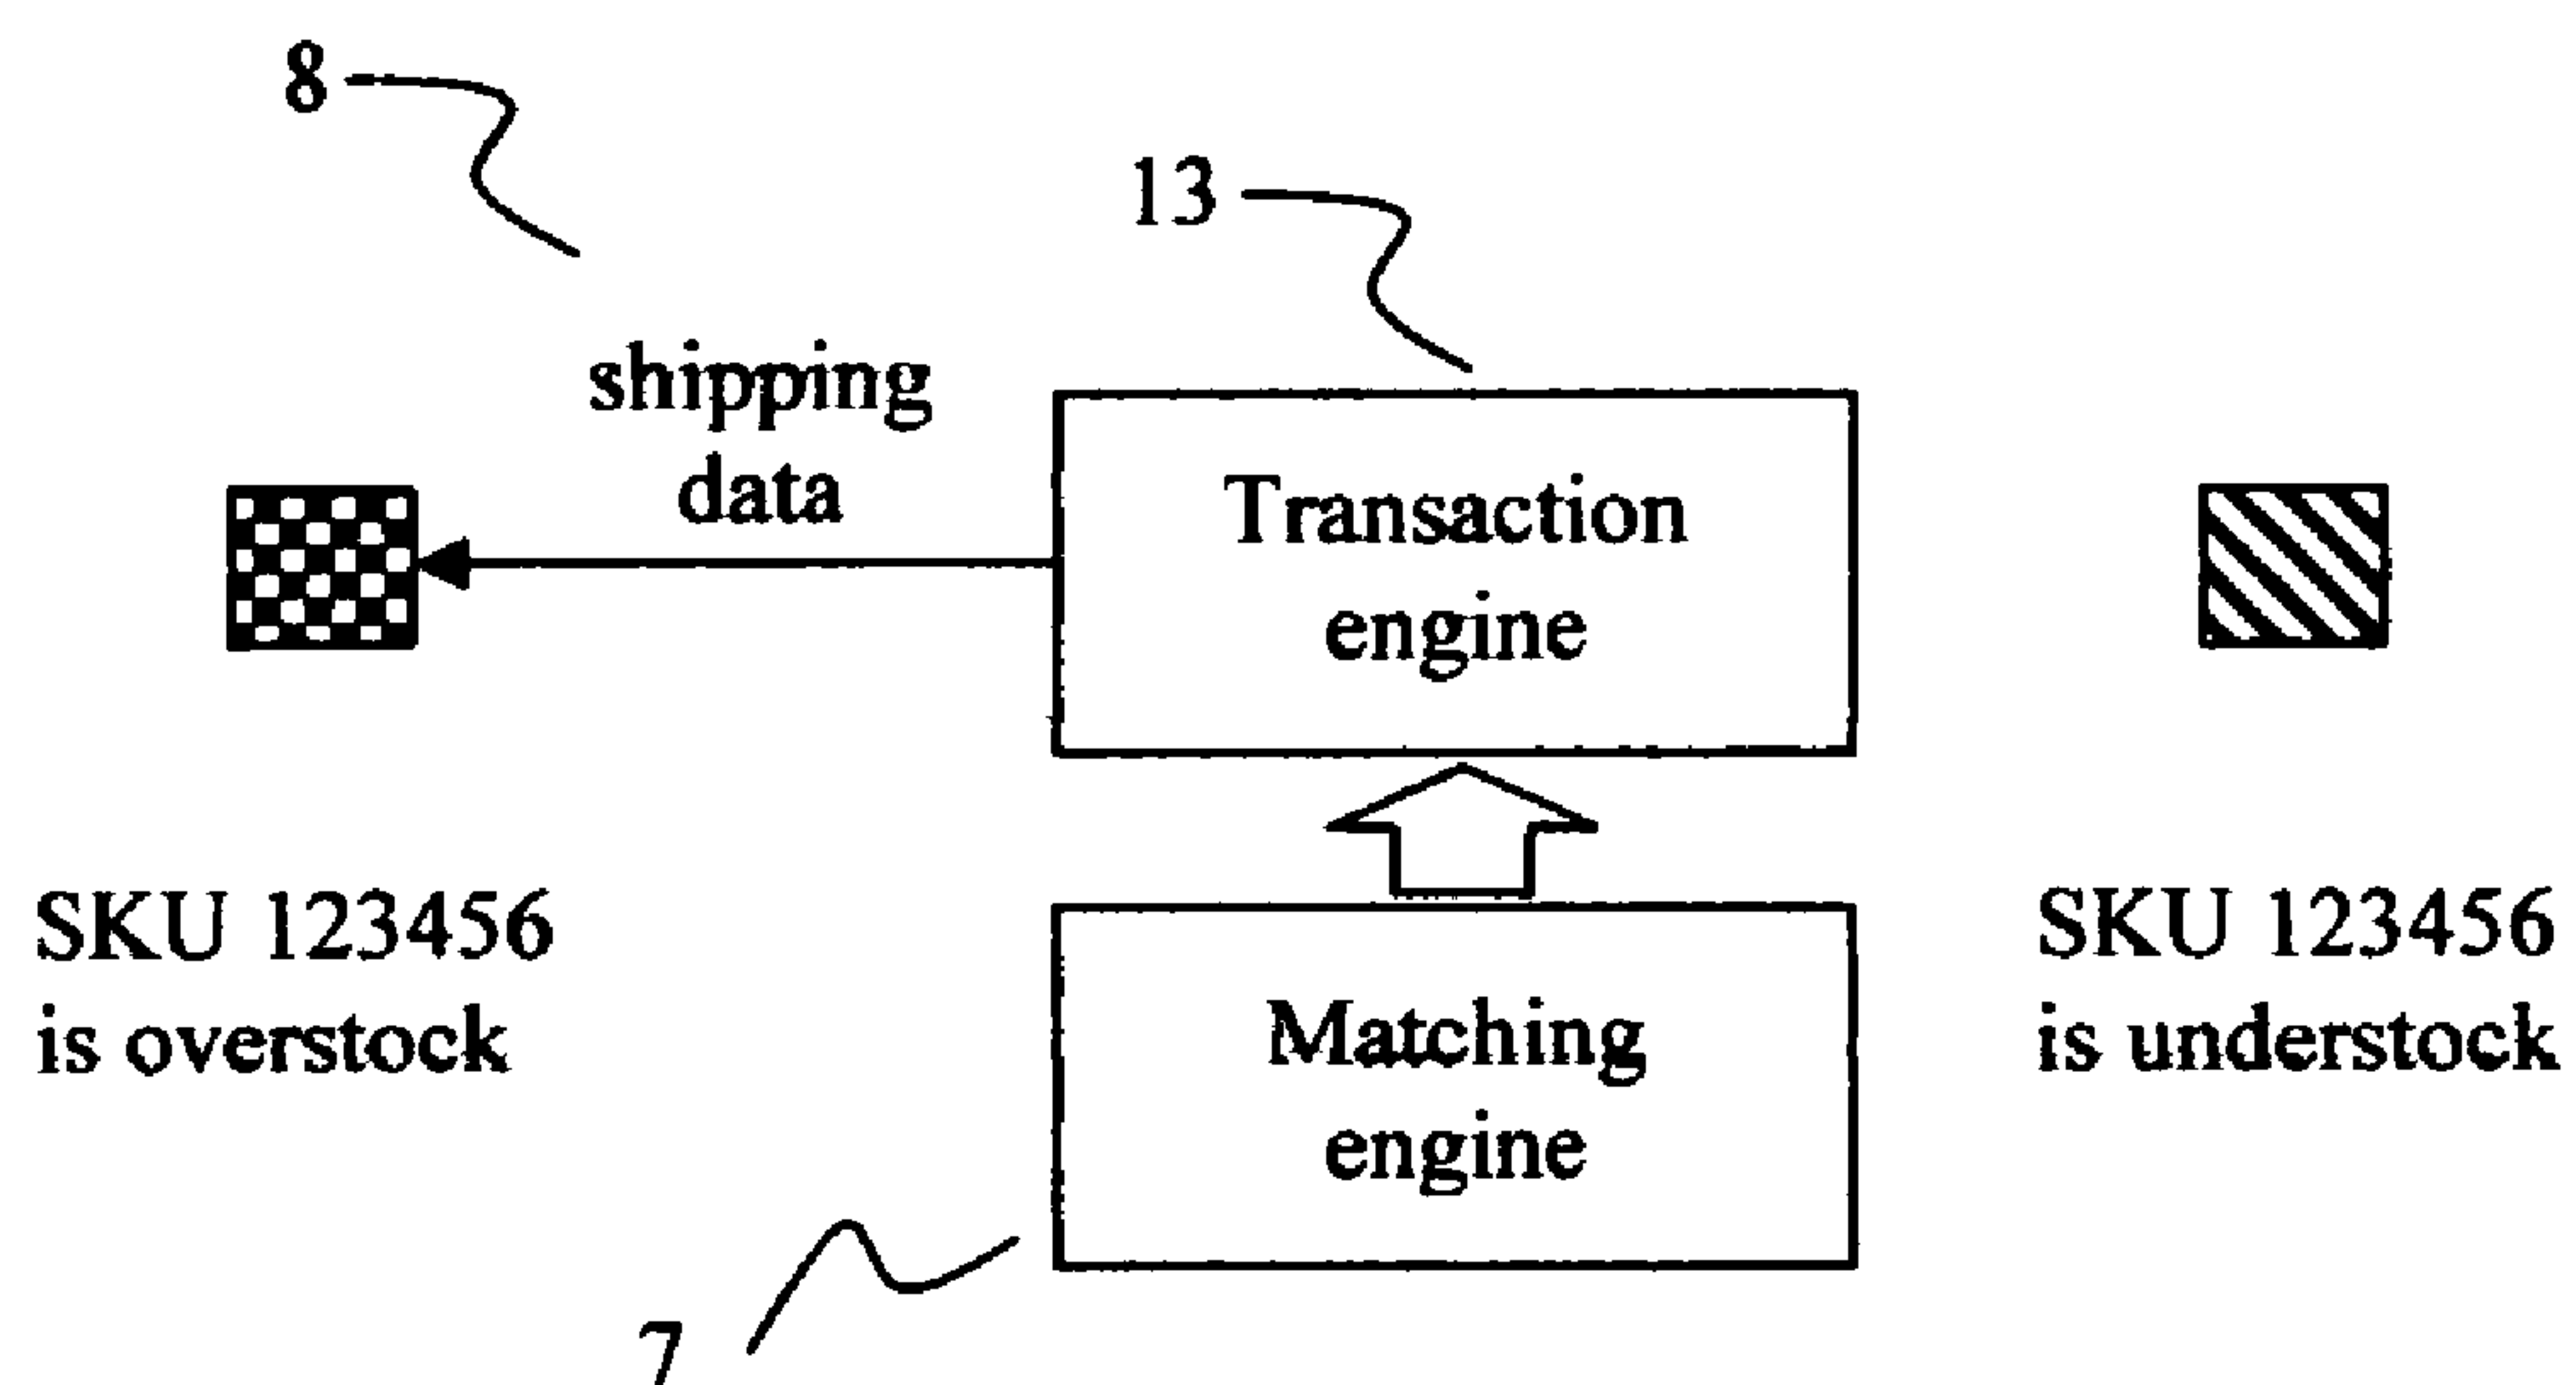 8
13
shipping
data
Transaction
engine
SKU 123456
is overstock
Matching
engine
SKU 123456
is understock
7